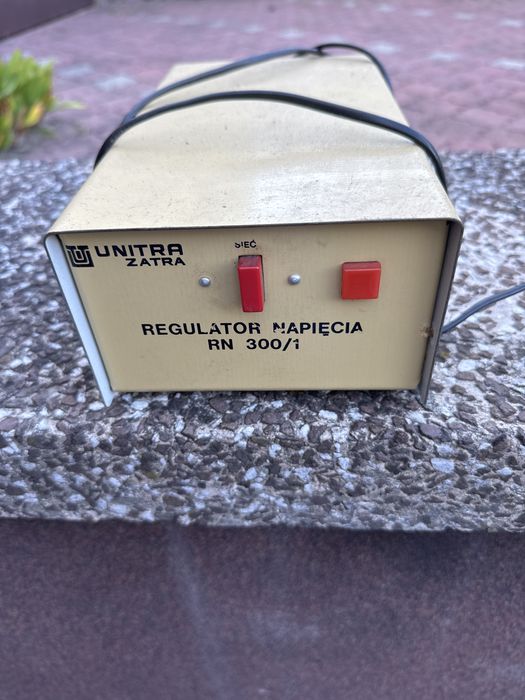 UNITRA
ZATRA
SIEĆ
REGULATOR NAPIĘCIA
RN 300/1